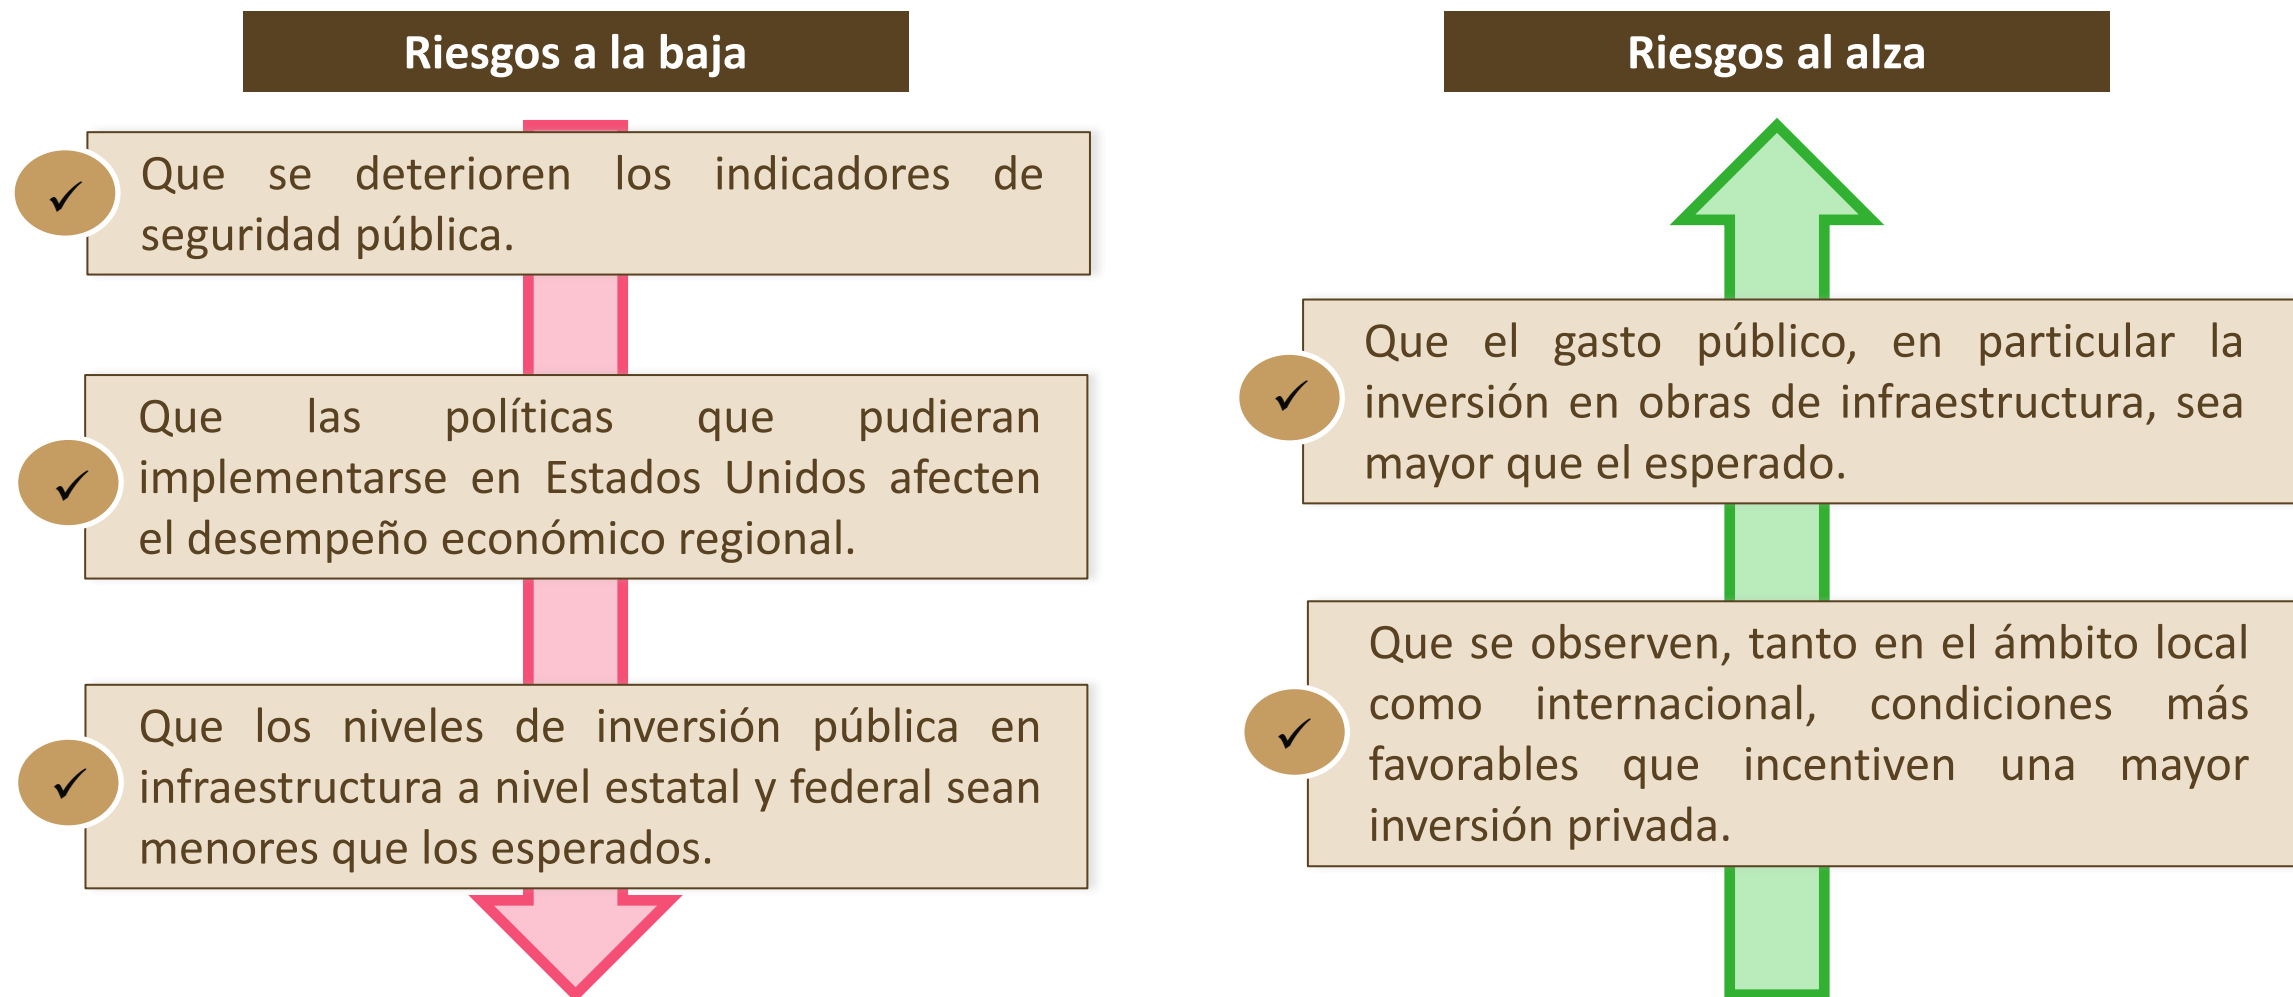 Riesgos a la baja
Que se deterioren los indicadores de
seguridad pública.
Que las políticas que pudieran
implementarse en Estados Unidos afecten
el desempeño económico regional.
Que los niveles de inversión pública en
infraestructura a nivel estatal y federal sean
menores que los esperados.
Riesgos al alza
Que el gasto público, en particular la
inversión en obras de infraestructura, sea
mayor que el esperado.
Que se observen, tanto en el ámbito local
como internacional, condiciones más
favorables que incentiven una mayor
inversión privada.